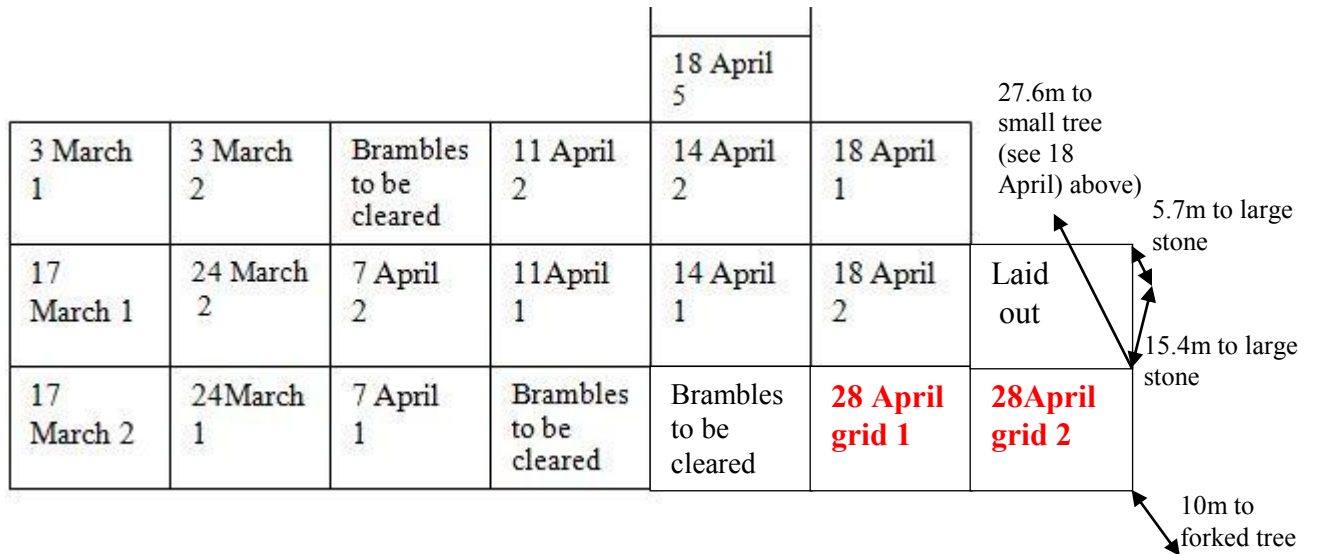 18 April
5
27.6m to
small tree
(see 18
April) above)
3 March
1
3 March
2
Brambles
to be
cleared
11 April
2
14 April
2
18 April
1
5.7m to large
stone
17
March 1
24 March
2
7 April
2
11April
1
14 April
1
18 April
2
Laid
out
15.4m to large
stone
17
March 2
24March
1
7 April
1
Brambles
to be
cleared
Brambles
to be
cleared
28 April
grid 1
28April
grid 2
10m to
forked tree